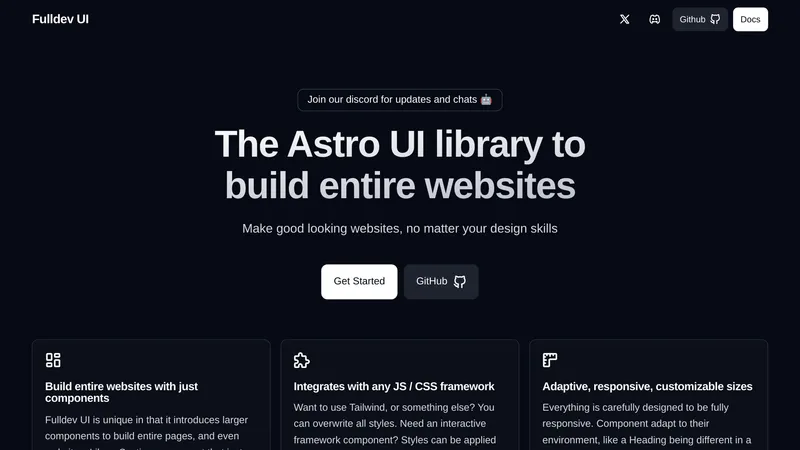 Fulldev UI
Github
Docs
Join our discord for updates and chats 🤖
The Astro UI library to
build entire websites
Make good looking websites, no matter your design skills
Get Started
GitHub
Build entire websites with just
components
Fulldev UI is unique in that it introduces larger
components to build entire pages, and even
Integrates with any JS / CSS framework
Want to use Tailwind, or something else? You
can overwrite all styles. Need an interactive
framework component? Styles can be applied
Adaptive, responsive, customizable sizes
Everything is carefully designed to be fully
responsive. Component adapt to their
environment, like a Heading being different in a